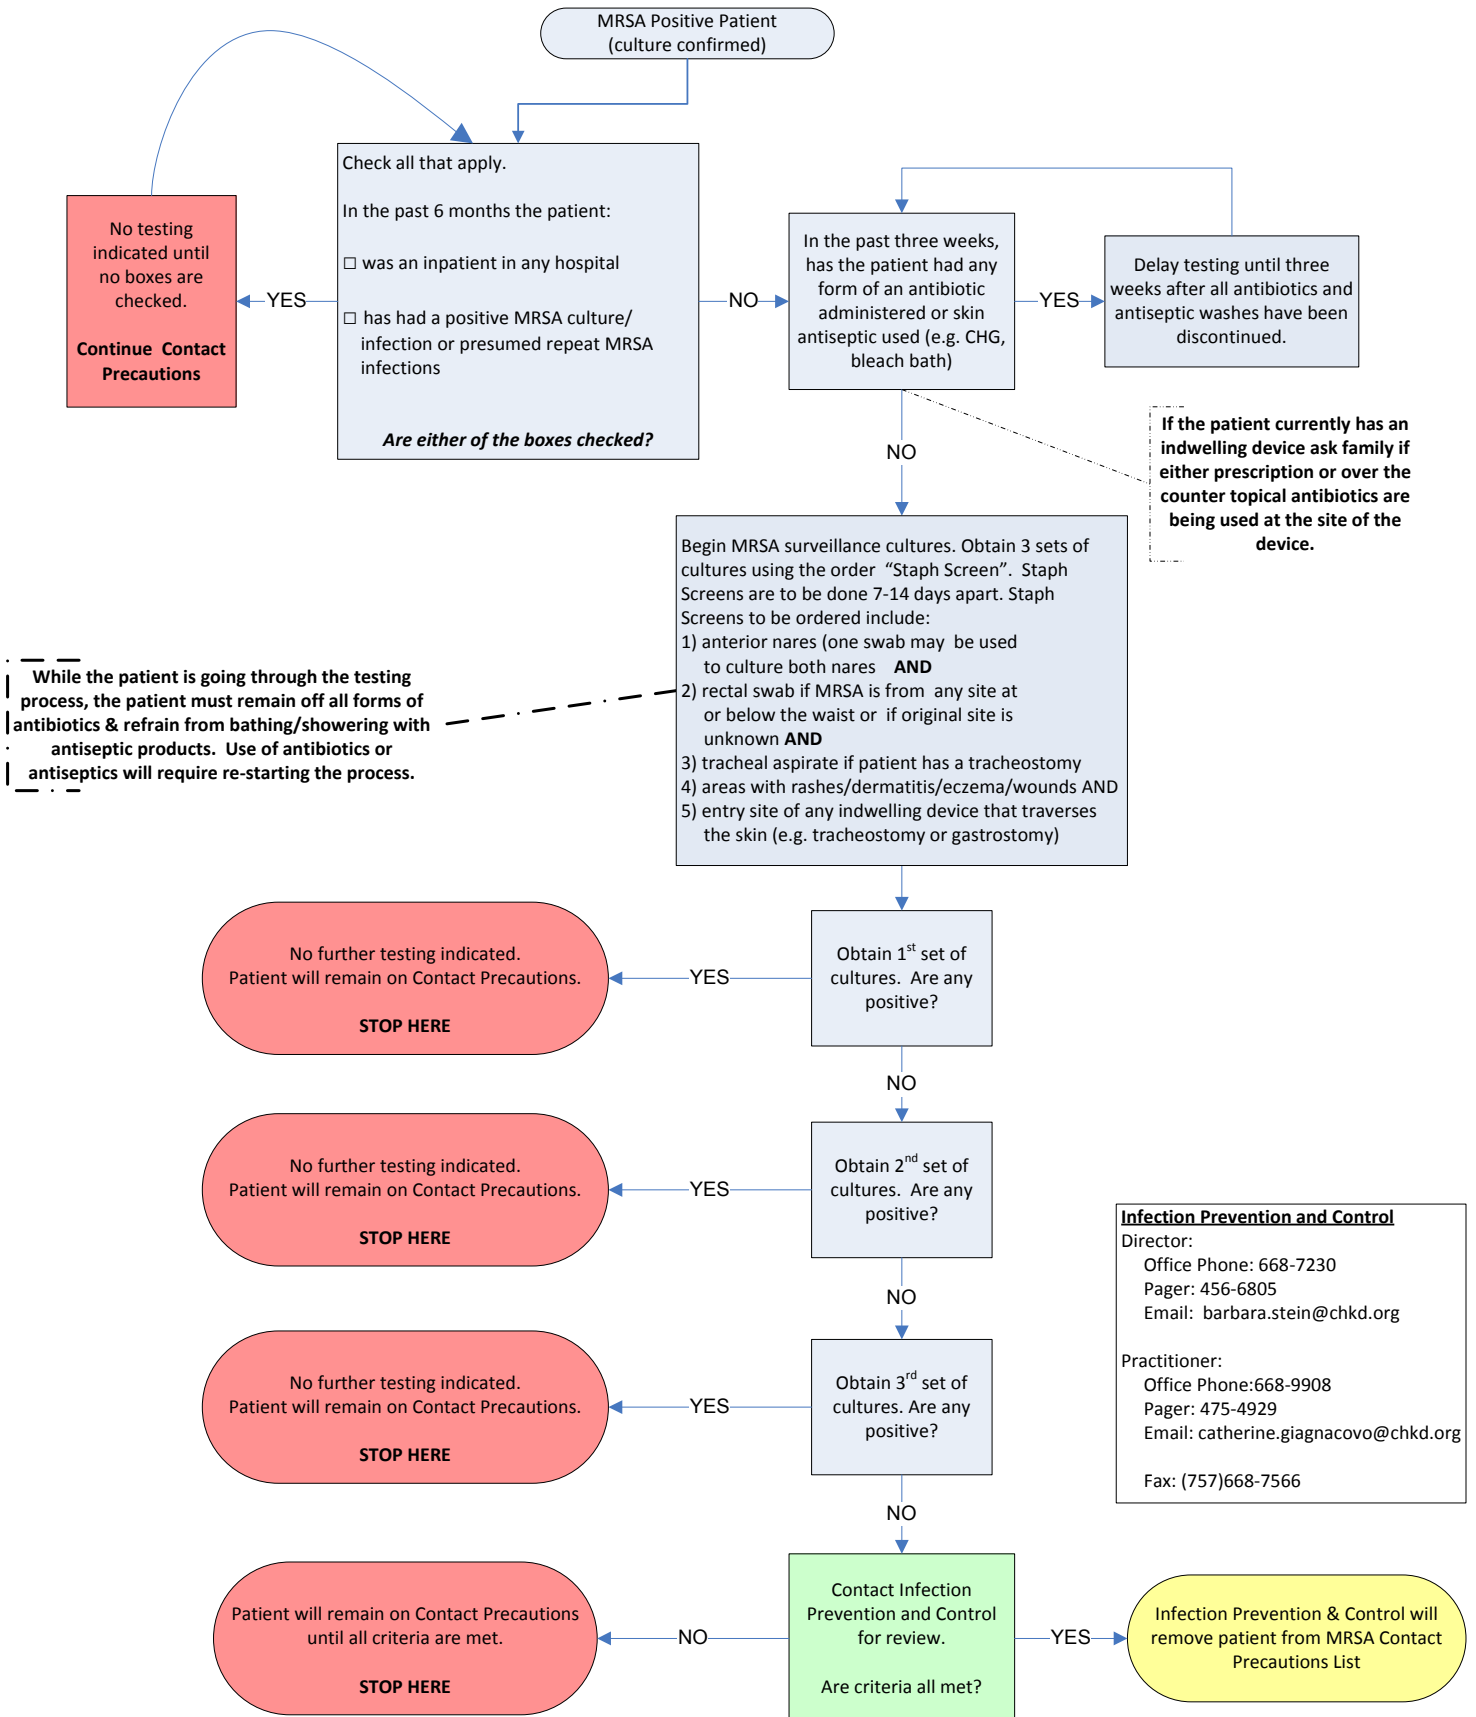 MRSA Positive Patient
(culture confirmed)
Check all that apply.
In the past 6 months the patient:
□ was an inpatient in any hospital
□ has had a positive MRSA culture/
infection or presumed repeat MRSA
infections
Are either of the boxes checked?
YES
No testing
indicated until
no boxes are
checked.
Continue Contact
Precautions
NO
In the past three weeks,
has the patient had any
form of an antibiotic
administered or skin
antiseptic used (e.g. CHG,
bleach bath)
YES
Delay testing until three
weeks after all antibiotics and
antiseptic washes have been
discontinued.
If the patient currently has an
indwelling device ask family if
either prescription or over the
counter topical antibiotics are
being used at the site of the
device.
NO
Begin MRSA surveillance cultures. Obtain 3 sets of
cultures using the order “Staph Screen”. Staph
Screens are to be done 7-14 days apart. Staph
Screens to be ordered include:
1) anterior nares (one swab may be used
to culture both nares AND
2) rectal swab if MRSA is from any site at
or below the waist or if original site is
unknown AND
3) tracheal aspirate if patient has a tracheostomy
4) areas with rashes/dermatitis/eczema/wounds AND
5) entry site of any indwelling device that traverses
the skin (e.g. tracheostomy or gastrostomy)
While the patient is going through the testing
process, the patient must remain off all forms of
antibiotics & refrain from bathing/showering with
antiseptic products. Use of antibiotics or
antiseptics will require re-starting the process.
Obtain 1st set of
cultures. Are any
positive?
YES
No further testing indicated.
Patient will remain on Contact Precautions.
STOP HERE
NO
Obtain 2nd set of
cultures. Are any
positive?
YES
No further testing indicated.
Patient will remain on Contact Precautions.
STOP HERE
NO
Obtain 3rd set of
cultures. Are any
positive?
YES
No further testing indicated.
Patient will remain on Contact Precautions.
STOP HERE
NO
Infection Prevention and Control
Director:
Office Phone: 668-7230
Pager: 456-6805
Email: barbara.stein@chkd.org
Practitioner:
Office Phone:668-9908
Pager: 475-4929
Email: catherine.giagnacovo@chkd.org
Fax: (757)668-7566
Contact Infection
Prevention and Control
for review.
Are criteria all met?
NO
Patient will remain on Contact Precautions
until all criteria are met.
STOP HERE
YES
Infection Prevention & Control will
remove patient from MRSA Contact
Precautions List